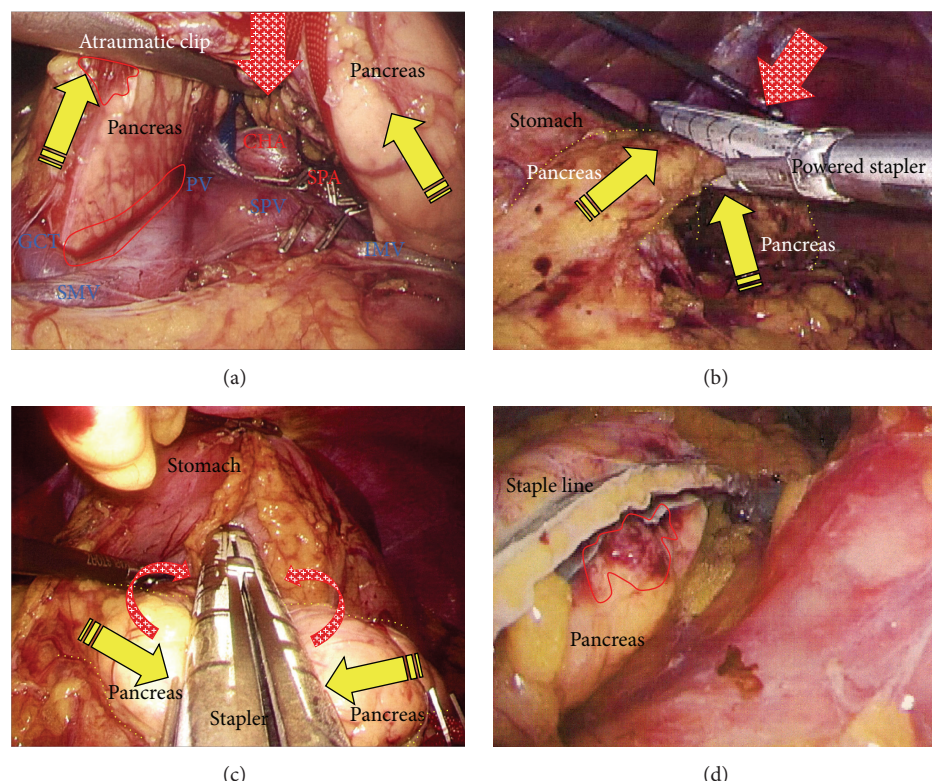 Atraumatic clip
Pancreas
Pancreas
CHA
SPA
PV
SPV
GCT
IMV
SMV
(a)
Stomach
Pancreas
Powered stapler
Pancreas
(b)
Stomach
Pancreas
Pancreas
Stapler
(c)
Staple line
Pancreas
(d)